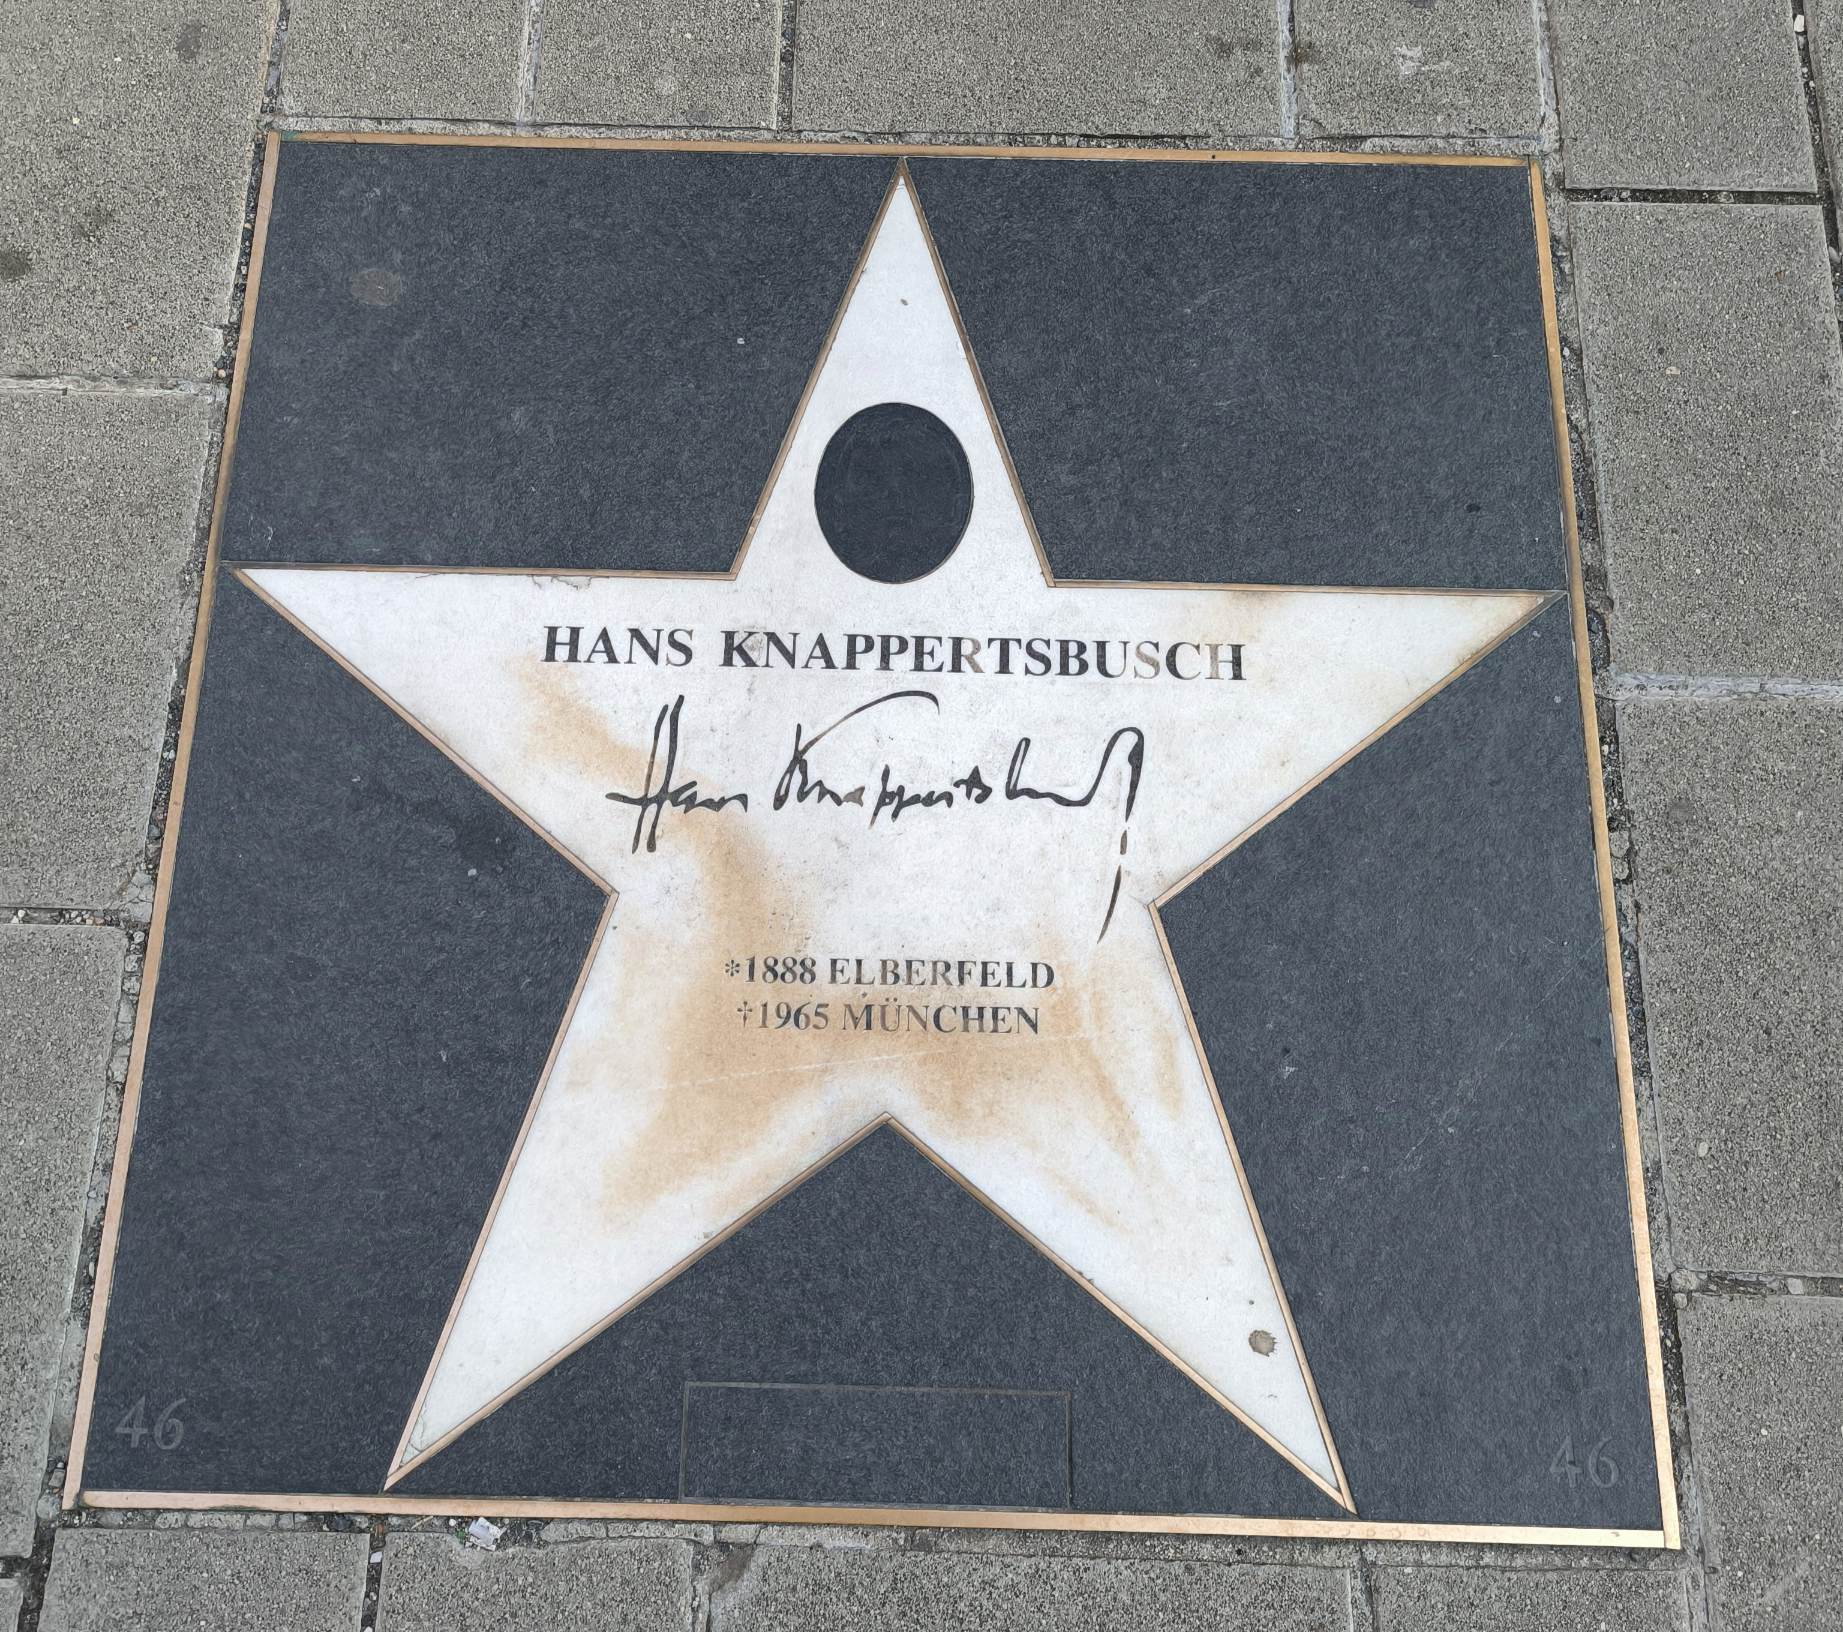 HANS KNAPPERTSBUSCH
Hans Knappertsbusch
*1888 ELBERFELD
†1965 MÜNCHEN
46 46